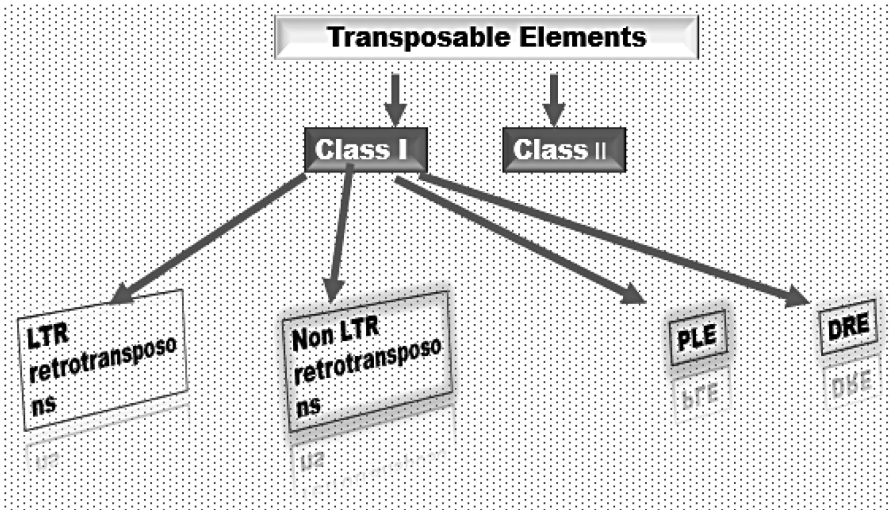 Transposable Elements
Class I
Class II
LTR
retrotransposo
ns
Non LTR
retrotransposo
ns
PLE
DRE